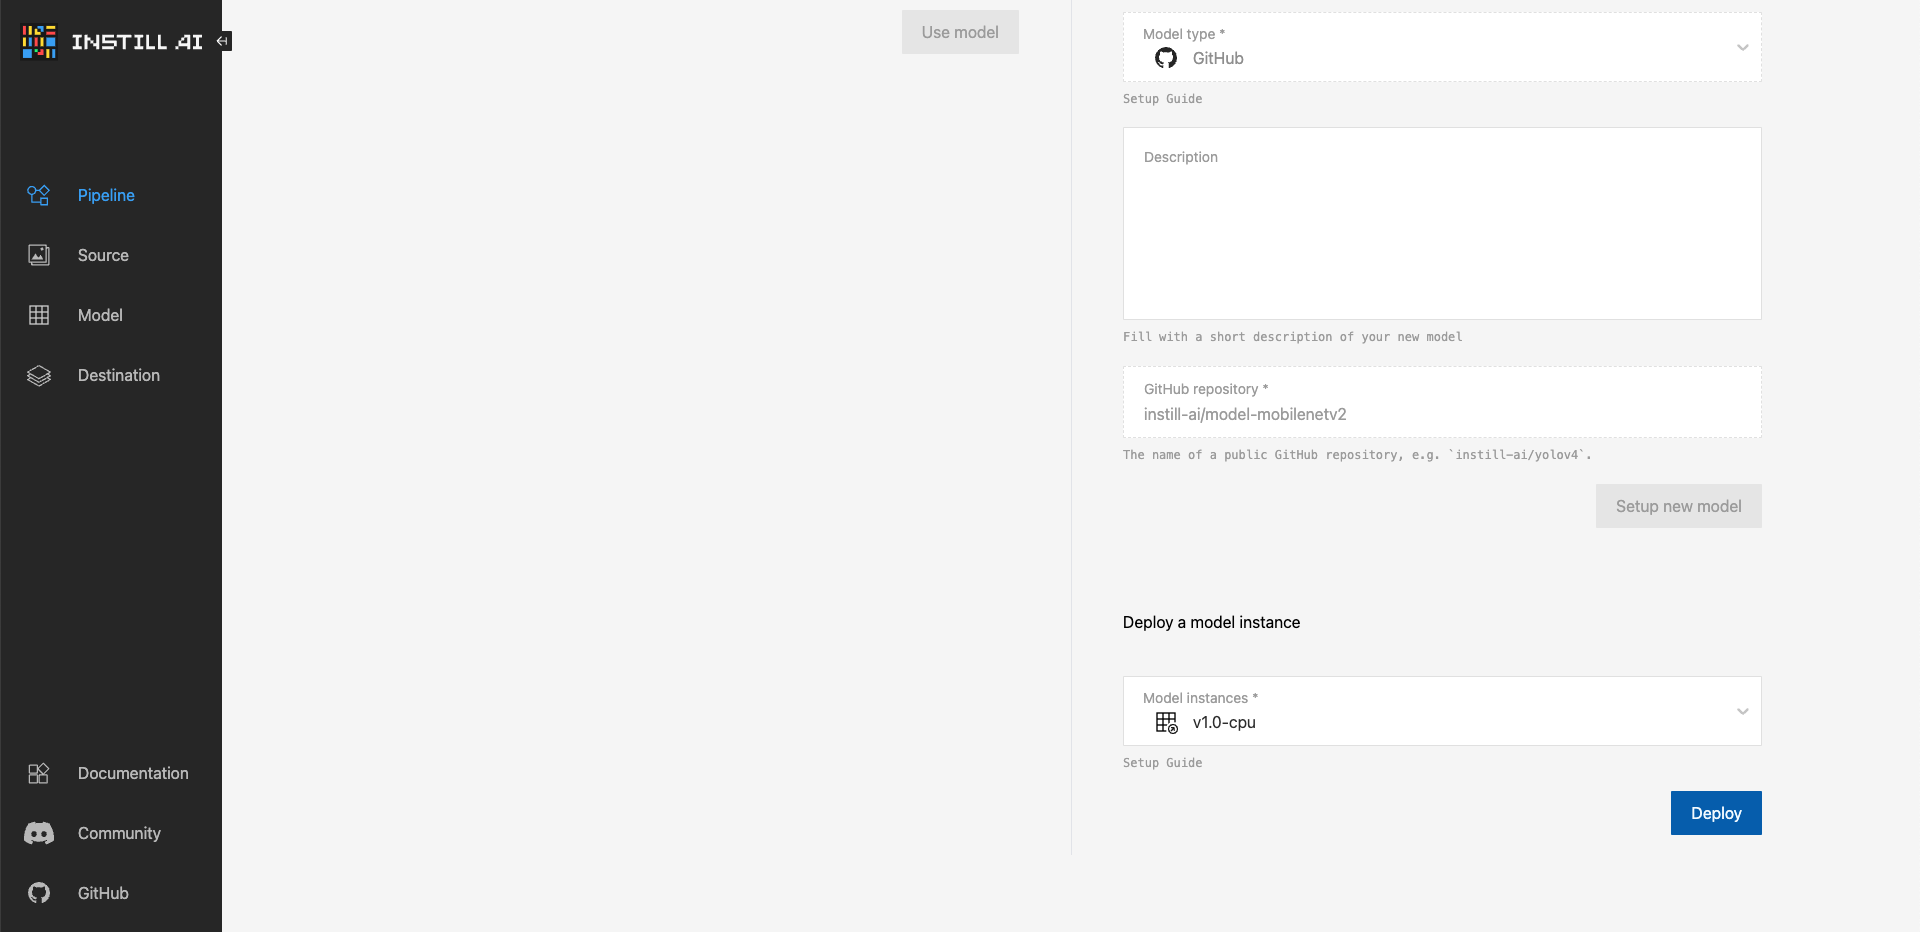 INSTILL AI
Pipeline
Source
Model
Destination
Documentation
Community
GitHub
Use model
Model type *
GitHub
Setup Guide
Description
Fill with a short description of your new model
GitHub repository *
instill-ai/model-mobilenetv2
The name of a public GitHub repository, e.g. `instill-ai/yolov4`.
Setup new model
Deploy a model instance
Model instances *
v1.0-cpu
Setup Guide
Deploy